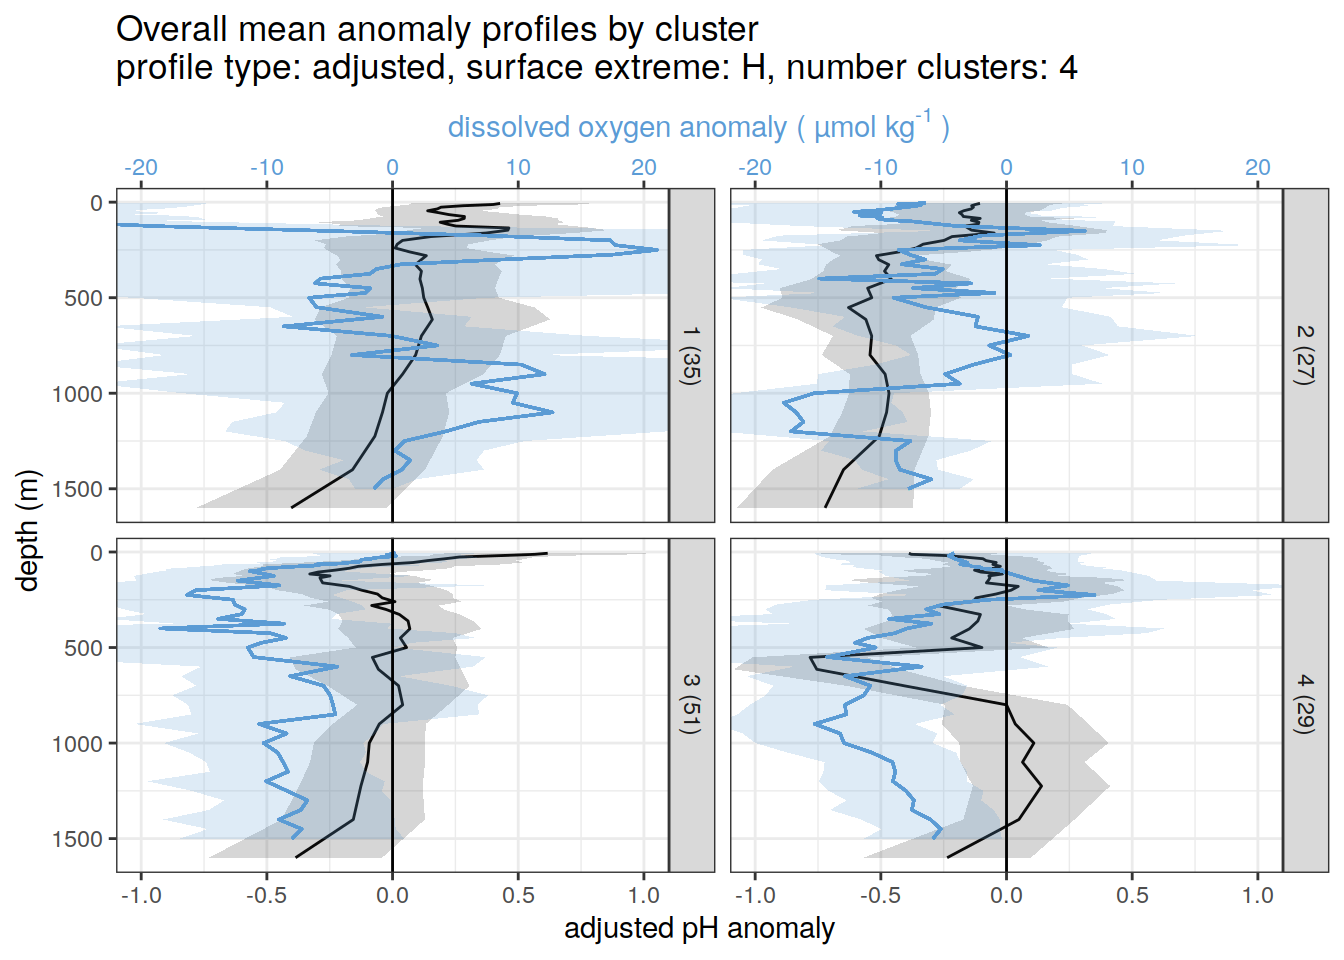 Overall mean anomaly profiles by cluster
profile type: adjusted, surface extreme: H, number clusters: 4
dissolved oxygen anomaly ( µmol kg-1 )
-20 -10 0 10 20 -20 -10 0 10 20
0
500
1000
1500
1 (35)
2 (27)
depth (m)
0
500
1000
1500
3 (51)
4 (29)
-1.0 -0.5 0.0 0.5 1.0 -1.0 -0.5 0.0 0.5 1.0
adjusted pH anomaly